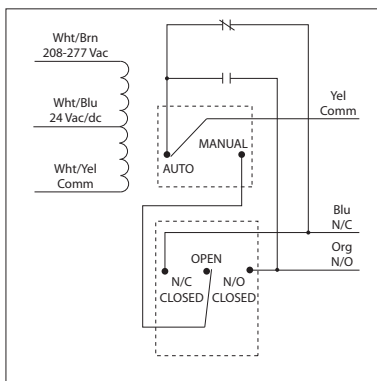 Wht/Brn
208-277 Vac
Wht/Blu
24 Vac/dc
Wht/Yel
Comm
Yel
Comm
MANUAL
AUTO
Blu
N/C
Org
N/O
OPEN
N/C
CLOSED
N/O
CLOSED